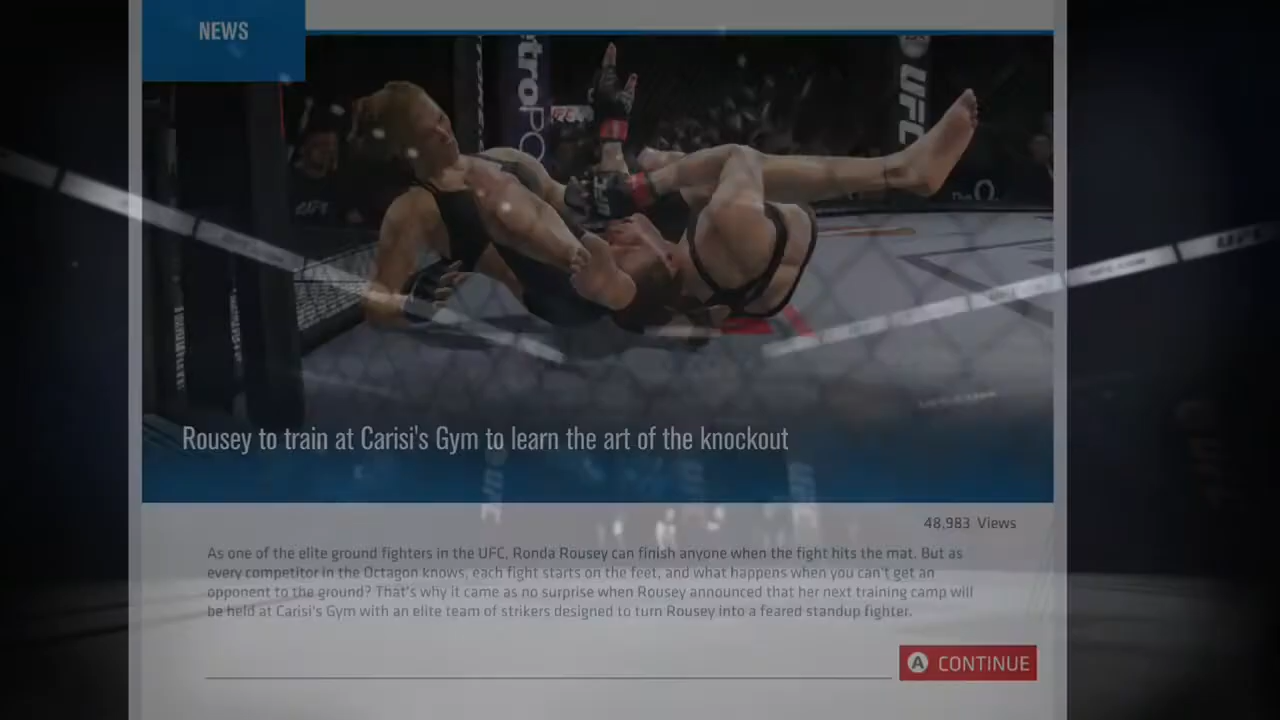 NEWS
troPO
UFC
The O
Rousey to train at Carisi's Gym to learn the art of the knockout
48,983 Views
As one of the elite ground fighters in the UFC, Ronda Rousey can finish anyone when the fight hits the mat. But as
every competitor in the Octagon knows, each fight starts on the feet, and what happens when you can't get an
opponent to the ground? That's why it came as no surprise when Rousey announced that her next training camp will
be held at Carisi's Gym with an elite team of strikers designed to turn Rousey into a feared standup fighter.
A CONTINUE